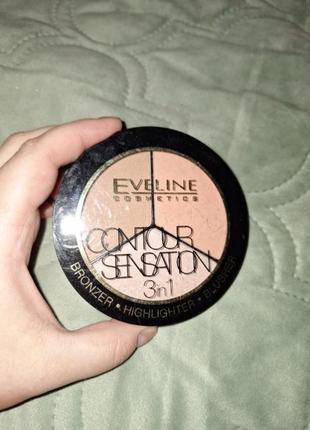 EVELINE
COSMETICS
CONTOUR
SENSATION
3in1
BRONZER • HIGHLIGHTER • BLUSHER